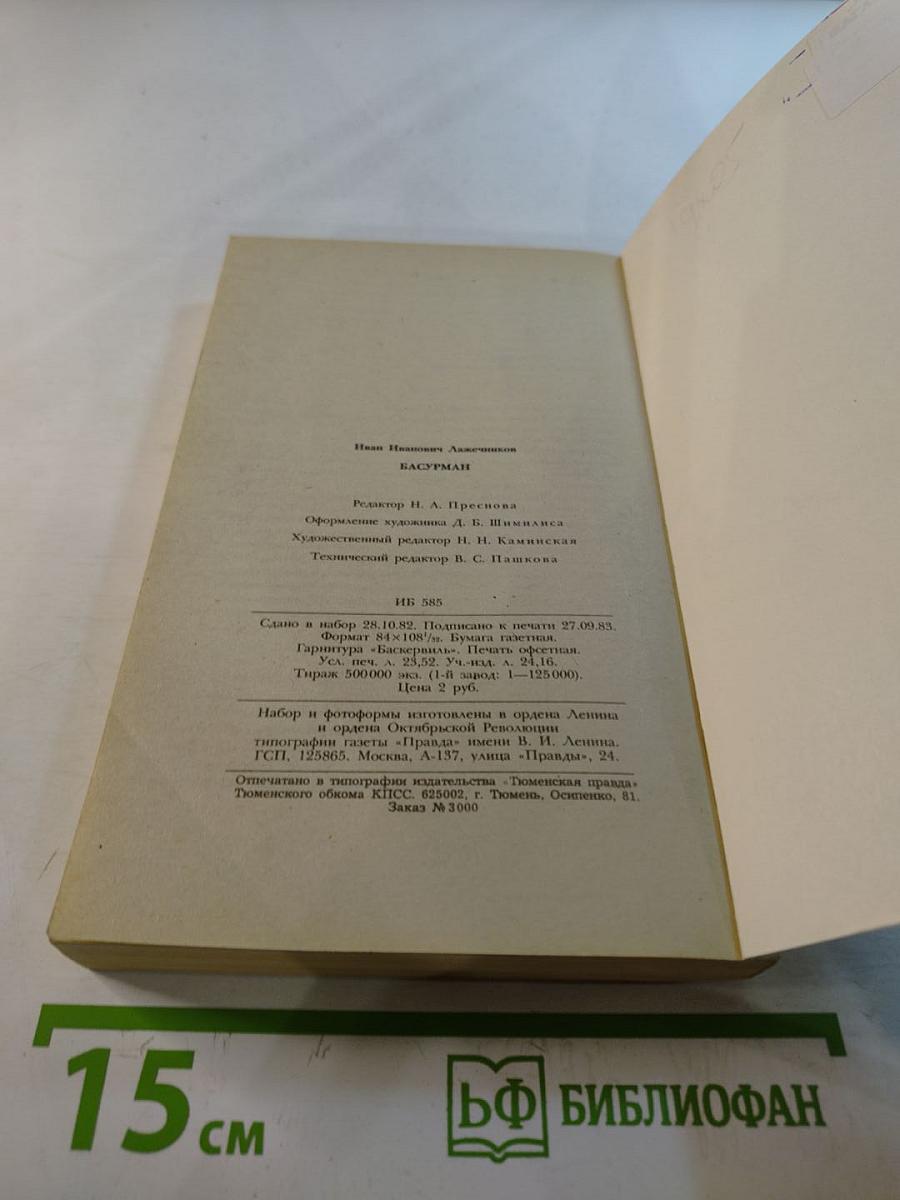 Иван Иванович Лажечников
БАСУРМАН
Редактор Н. А. Преснова
Оформление художника Д. Б. Шимилиса
Художественный редактор Н. Н. Каминская
Технический редактор В. С. Пашкова
ИБ 585
Сдано в набор 28.10.82. Подписано к печати 27.09.83.
Формат 84×108¹/₃₂. Бумага газетная.
Гарнитура «Баскервиль». Печать офсетная.
Усл. печ. л. 23,52. Уч.-изд. л. 24,16.
Тираж 500000 экз. (1-й завод: 1—125000).
Цена 2 руб.
Набор и фотоформы изготовлены в ордена Ленина
и ордена Октябрьской Революции
типографии газеты «Правда» имени В. И. Ленина.
ГСП, 125865. Москва, А-137, улица «Правды», 24.
Отпечатано в типографии издательства «Тюменская правда»
Тюменского обкома КПСС. 625002, г. Тюмень, Осипенко, 81.
Заказ № 3000
15 см
БФ БИБЛИОФАН